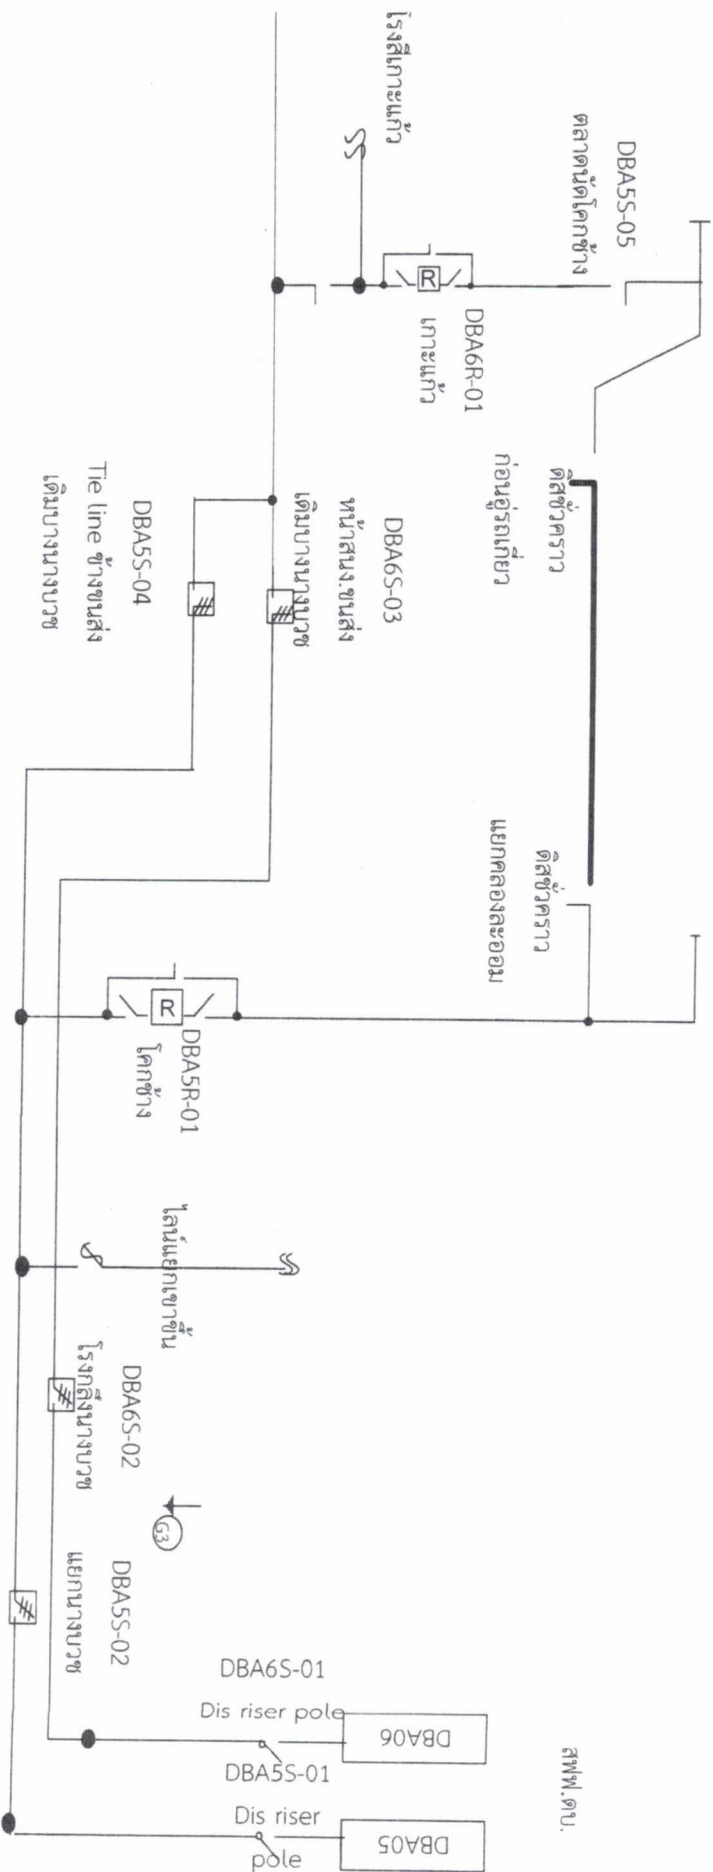 โรงสีเกาะแก้ว
DBA5S-05
ตลาดนัดโคกช้าง
R
DBA6R-01
เกาะแก้ว
ดิสชั่วคราว
ก่อนอู่รถเกี่ยว
DBA6S-03
หน้าสนง.ขนส่ง
เดิมบางนางบวช
DBA5S-04
Tie line ข้างขนส่ง
เดิมบางนางบวช
ดิสชั่วคราว
แยกคลองละออม
R
DBA5R-01
โคกช้าง
ไลน์แยกเขาขึ้น
DBA6S-02
โรงกลึงนางบวช
G3
DBA5S-02
แยกนางบวช
DBA6S-01
Dis riser pole
DBA06
DBA5S-01
Dis riser
pole
DBA05
สฟฟ.ดบ.